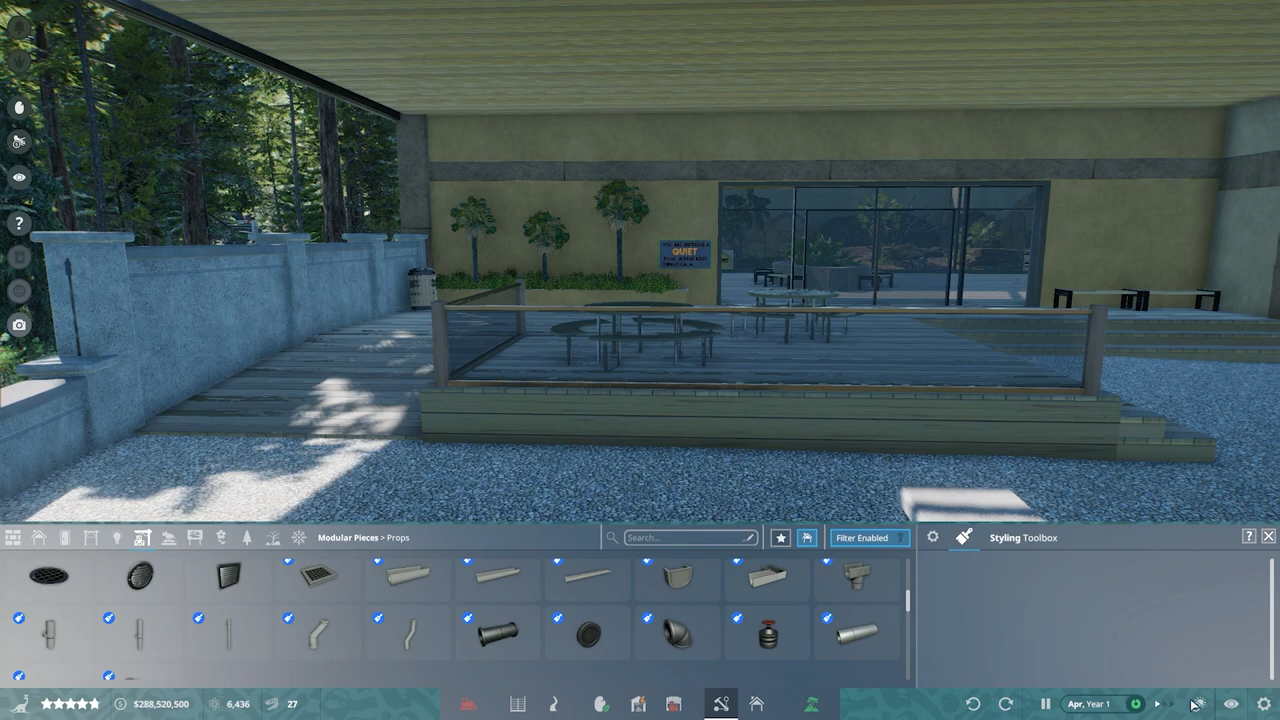 QUIET
Modular Pieces > Props
Search...
Filter Enabled
Styling Toolbox
?
?
$288,520,500
6,436
27
Apr, Year 1